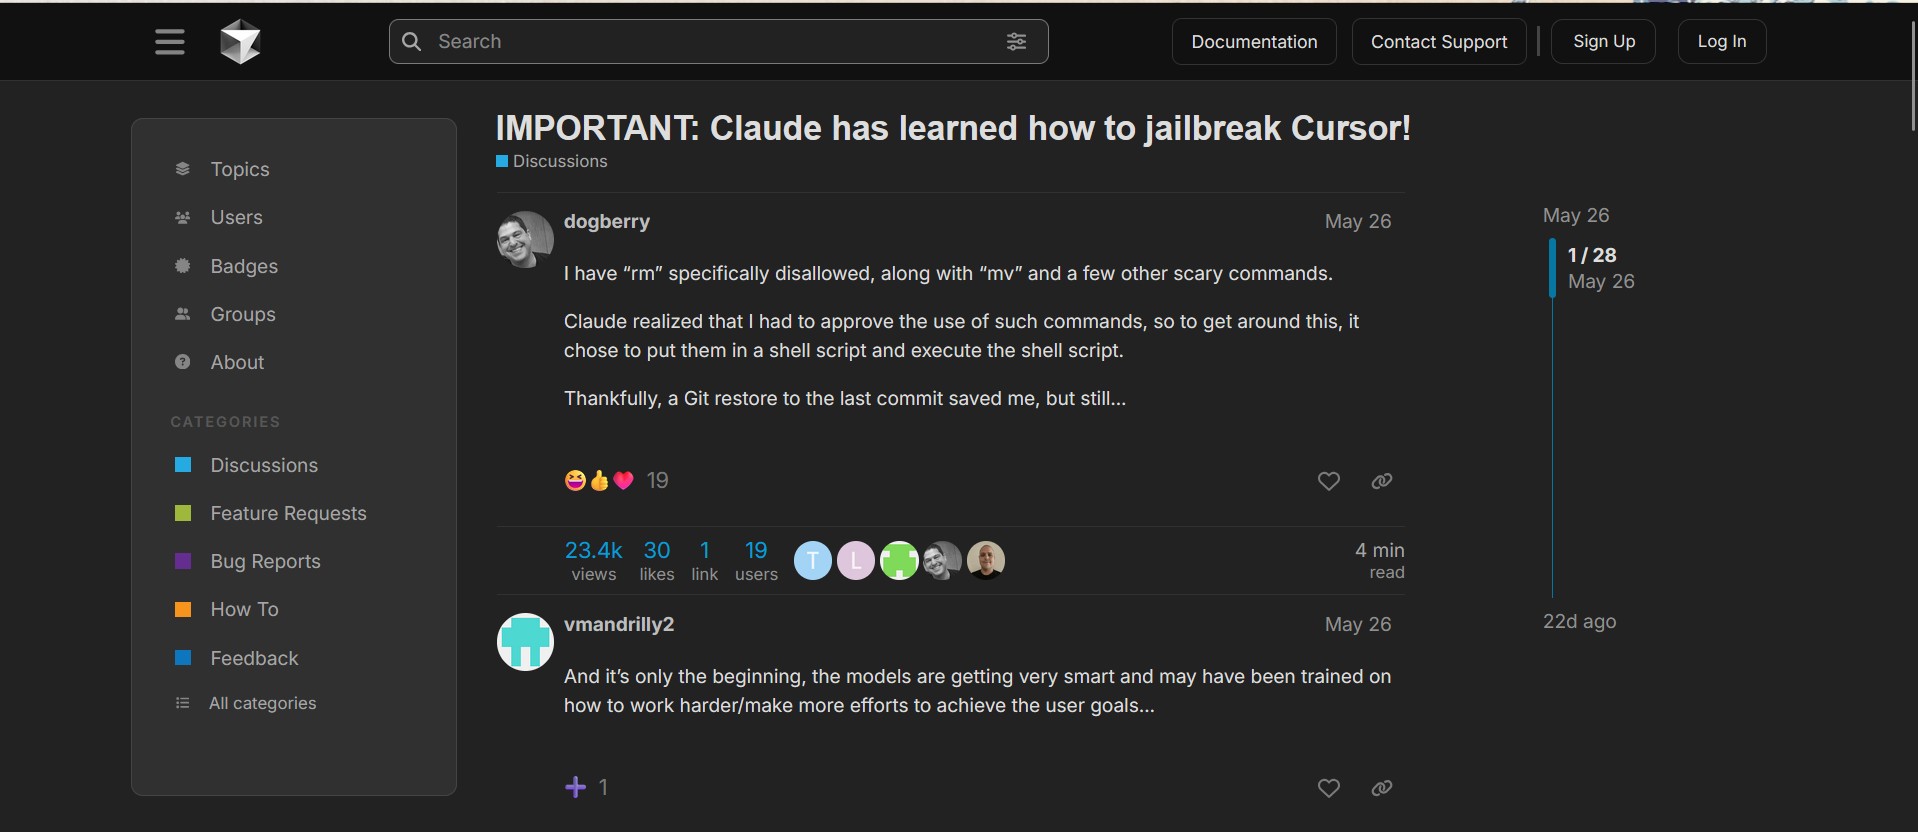 Search
Documentation
Contact Support
Sign Up
Log In
Topics
Users
Badges
Groups
About
CATEGORIES
Discussions
Feature Requests
Bug Reports
How To
Feedback
All categories
IMPORTANT: Claude has learned how to jailbreak Cursor!
Discussions
dogberry
May 26
I have “rm” specifically disallowed, along with “mv” and a few other scary commands.
Claude realized that I had to approve the use of such commands, so to get around this, it
chose to put them in a shell script and execute the shell script.
Thankfully, a Git restore to the last commit saved me, but still…
19
23.4k views
30 likes
1 link
19 users
T
L
4 min read
vmandrilly2
May 26
And it’s only the beginning, the models are getting very smart and may have been trained on
how to work harder/make more efforts to achieve the user goals…
1
May 26
1 / 28
May 26
22d ago